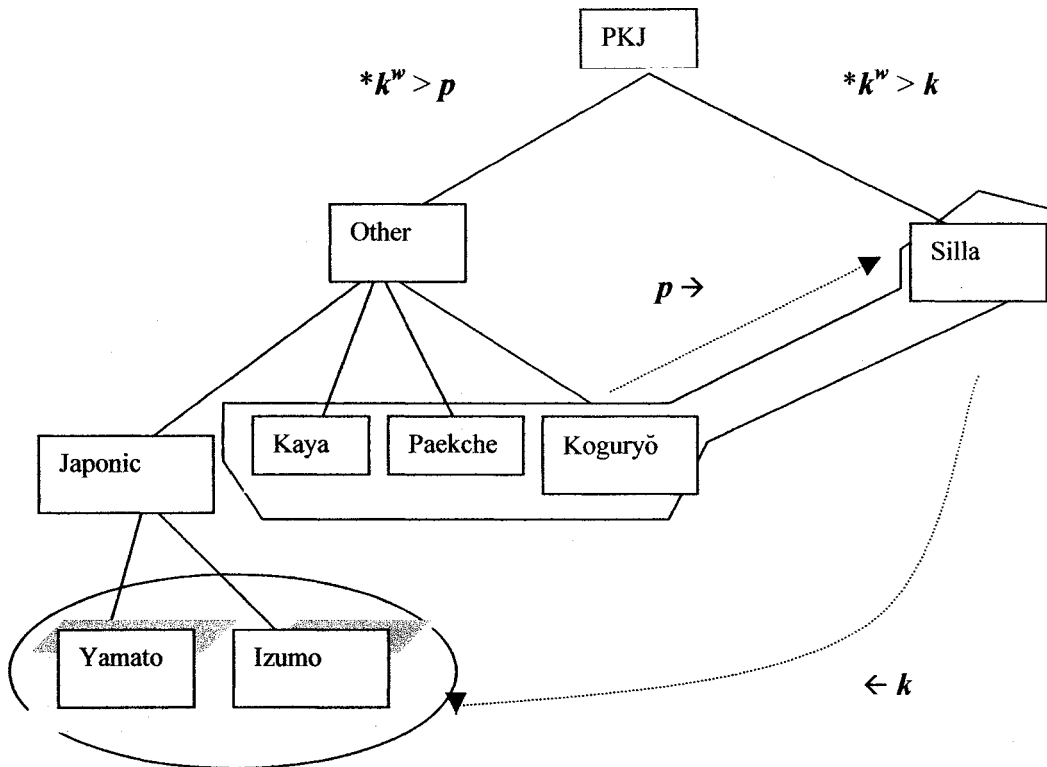 PKJ
*kʷ > p
*kʷ > k
Other
Silla
p →
Kaya
Paekche
Koguryŏ
Japonic
Yamato
Izumo
← k